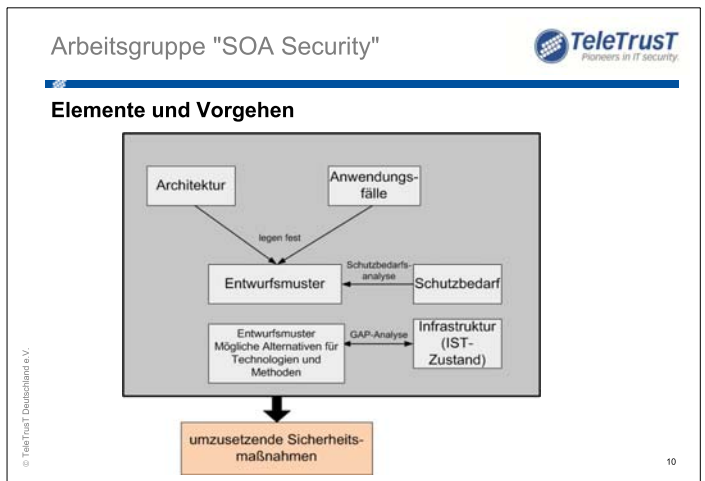 Arbeitsgruppe "SOA Security"
TeleTrusT
Pioneers in IT security.
Elemente und Vorgehen
Architektur
Anwendungs-
fälle
legen fest
Entwurfsmuster
Schutzbedarfs-
analyse
Schutzbedarf
Entwurfsmuster
Mögliche Alternativen für
Technologien und
Methoden
GAP-Analyse
Infrastruktur
(IST-
Zustand)
umzusetzende Sicherheits-
maßnahmen
© TeleTrusT Deutschland e.V.
10